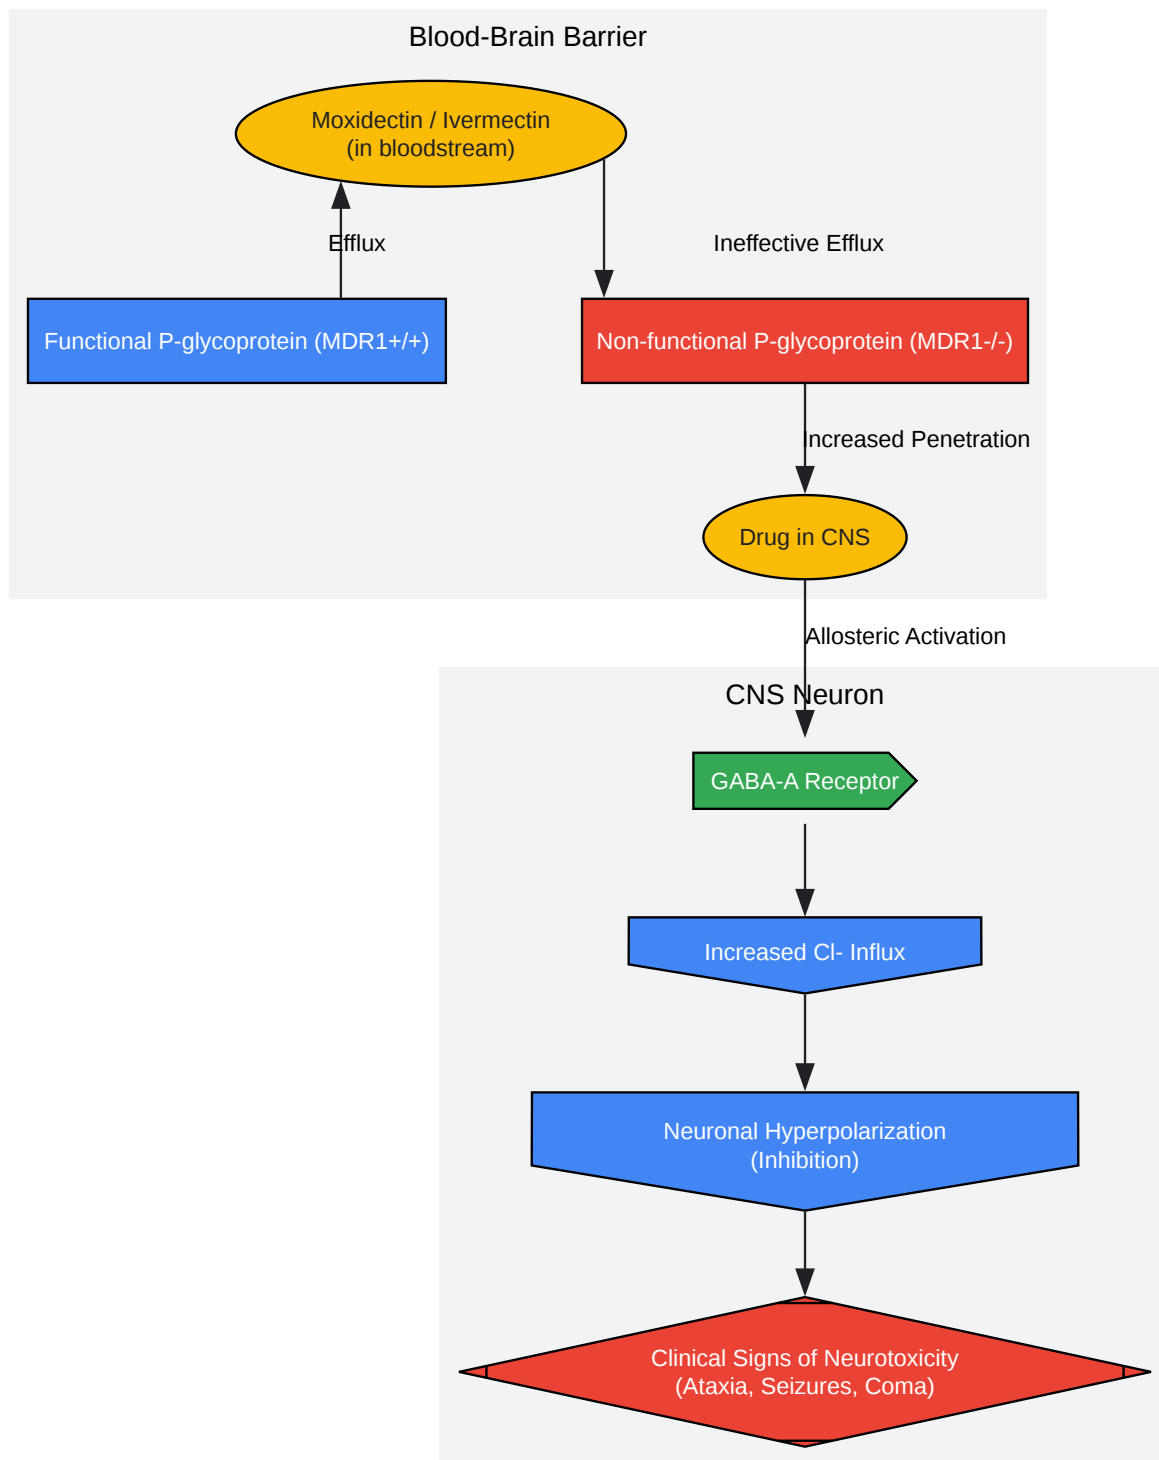 Blood-Brain Barrier
Moxidectin / Ivermectin
(in bloodstream)
Efflux
Ineffective Efflux
Functional P-glycoprotein (MDR1+/+)
Non-functional P-glycoprotein (MDR1-/-)
Increased Penetration
Drug in CNS
Allosteric Activation
CNS Neuron
GABA-A Receptor
Increased Cl- Influx
Neuronal Hyperpolarization
(Inhibition)
Clinical Signs of Neurotoxicity
(Ataxia, Seizures, Coma)